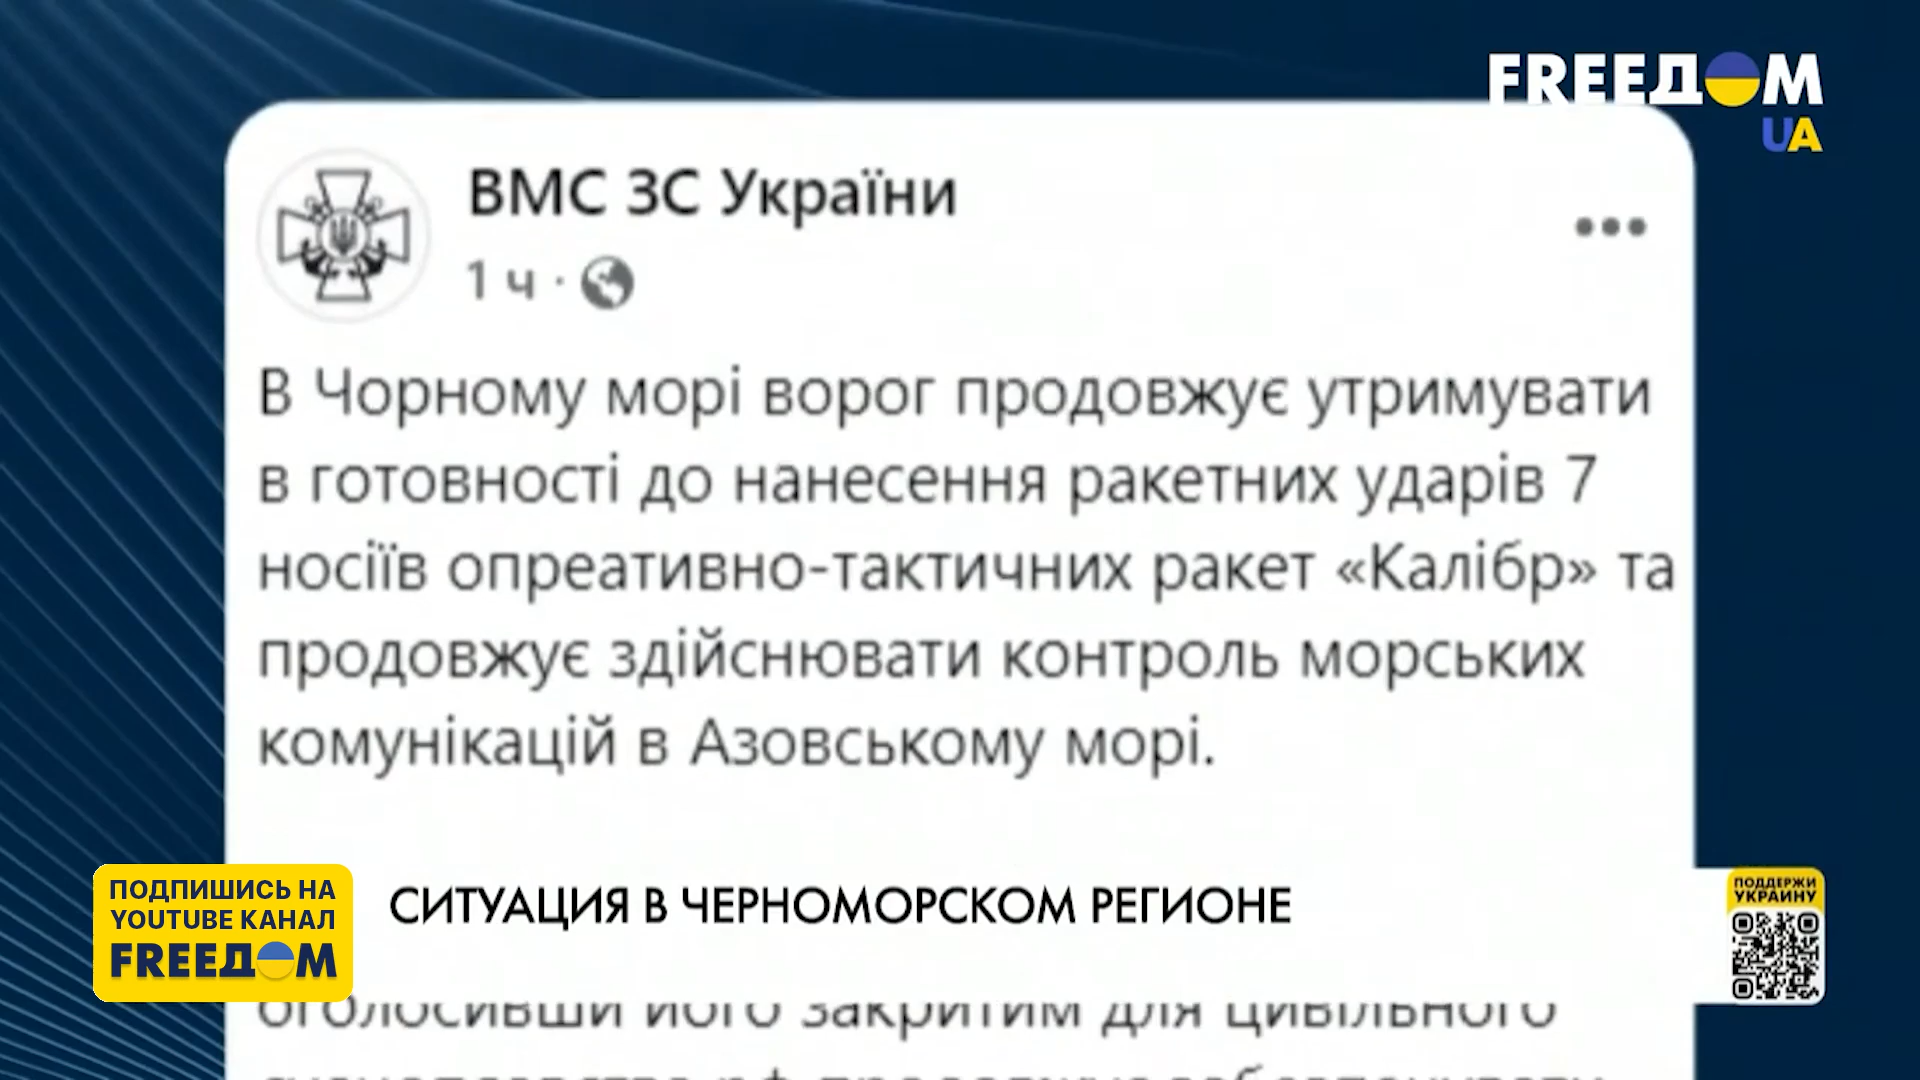 FREEДOM
UA
ВМС ЗС України
1 ч ·
В Чорному морі ворог продовжує утримувати
в готовності до нанесення ракетних ударів 7
носіїв опреативно-тактичних ракет «Калібр» та
продовжує здійснювати контроль морських
комунікацій в Азовському морі.
ПОДПИШИСЬ НА
YOUTUBE КАНАЛ
FREEДOM
СИТУАЦИЯ В ЧЕРНОМОРСКОМ РЕГИОНЕ
ПОДДЕРЖИ
УКРАИНУ
оголосивши його закритим для цивільного